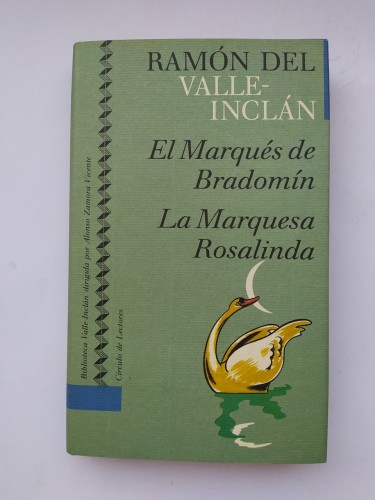 RAMÓN DEL
VALLE-
INCLÁN
El Marqués de
Bradomín
La Marquesa
Rosalinda
Biblioteca Valle-Inclán dirigida por Alonso Zamora Vicente
Círculo de Lectores